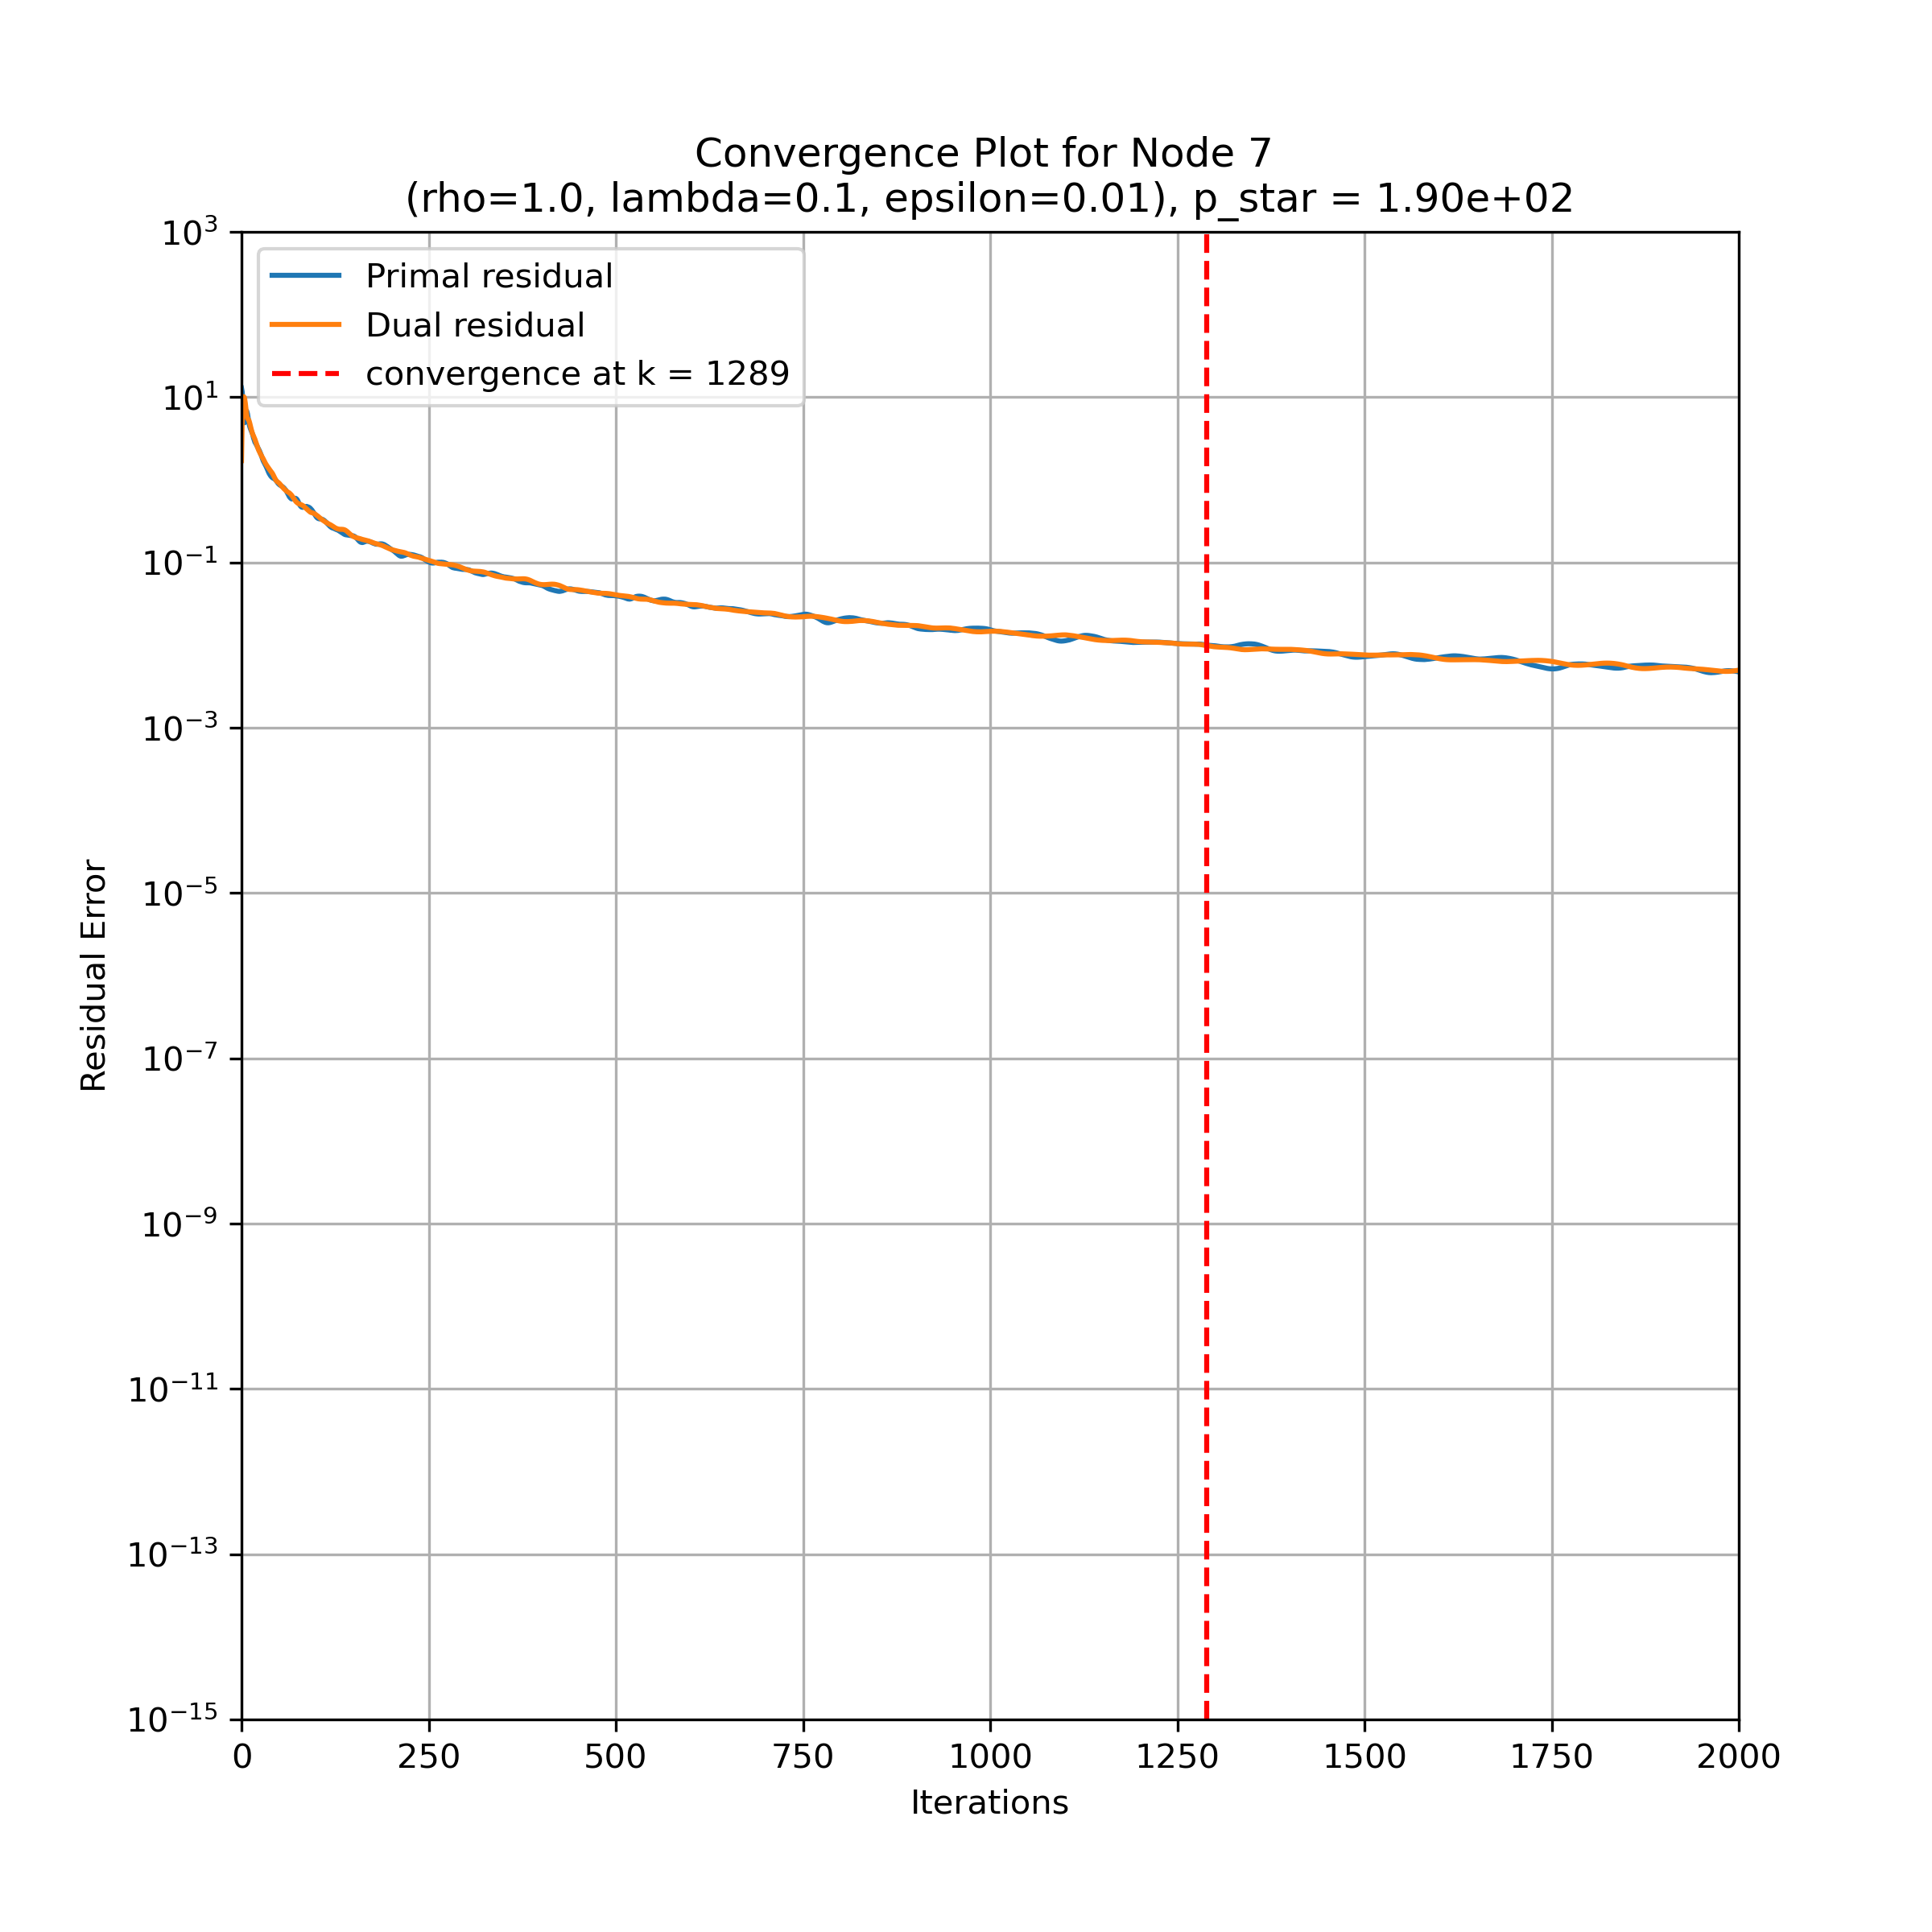 Convergence Plot for Node 7
(rho=1.0, lambda=0.1, epsilon=0.01), p_star = 1.90e+02
Primal residual
Dual residual
convergence at k = 1289
10³
10¹
10⁻¹
10⁻³
10⁻⁵
10⁻⁷
10⁻⁹
10⁻¹¹
10⁻¹³
10⁻¹⁵
Residual Error
0 250 500 750 1000 1250 1500 1750 2000
Iterations